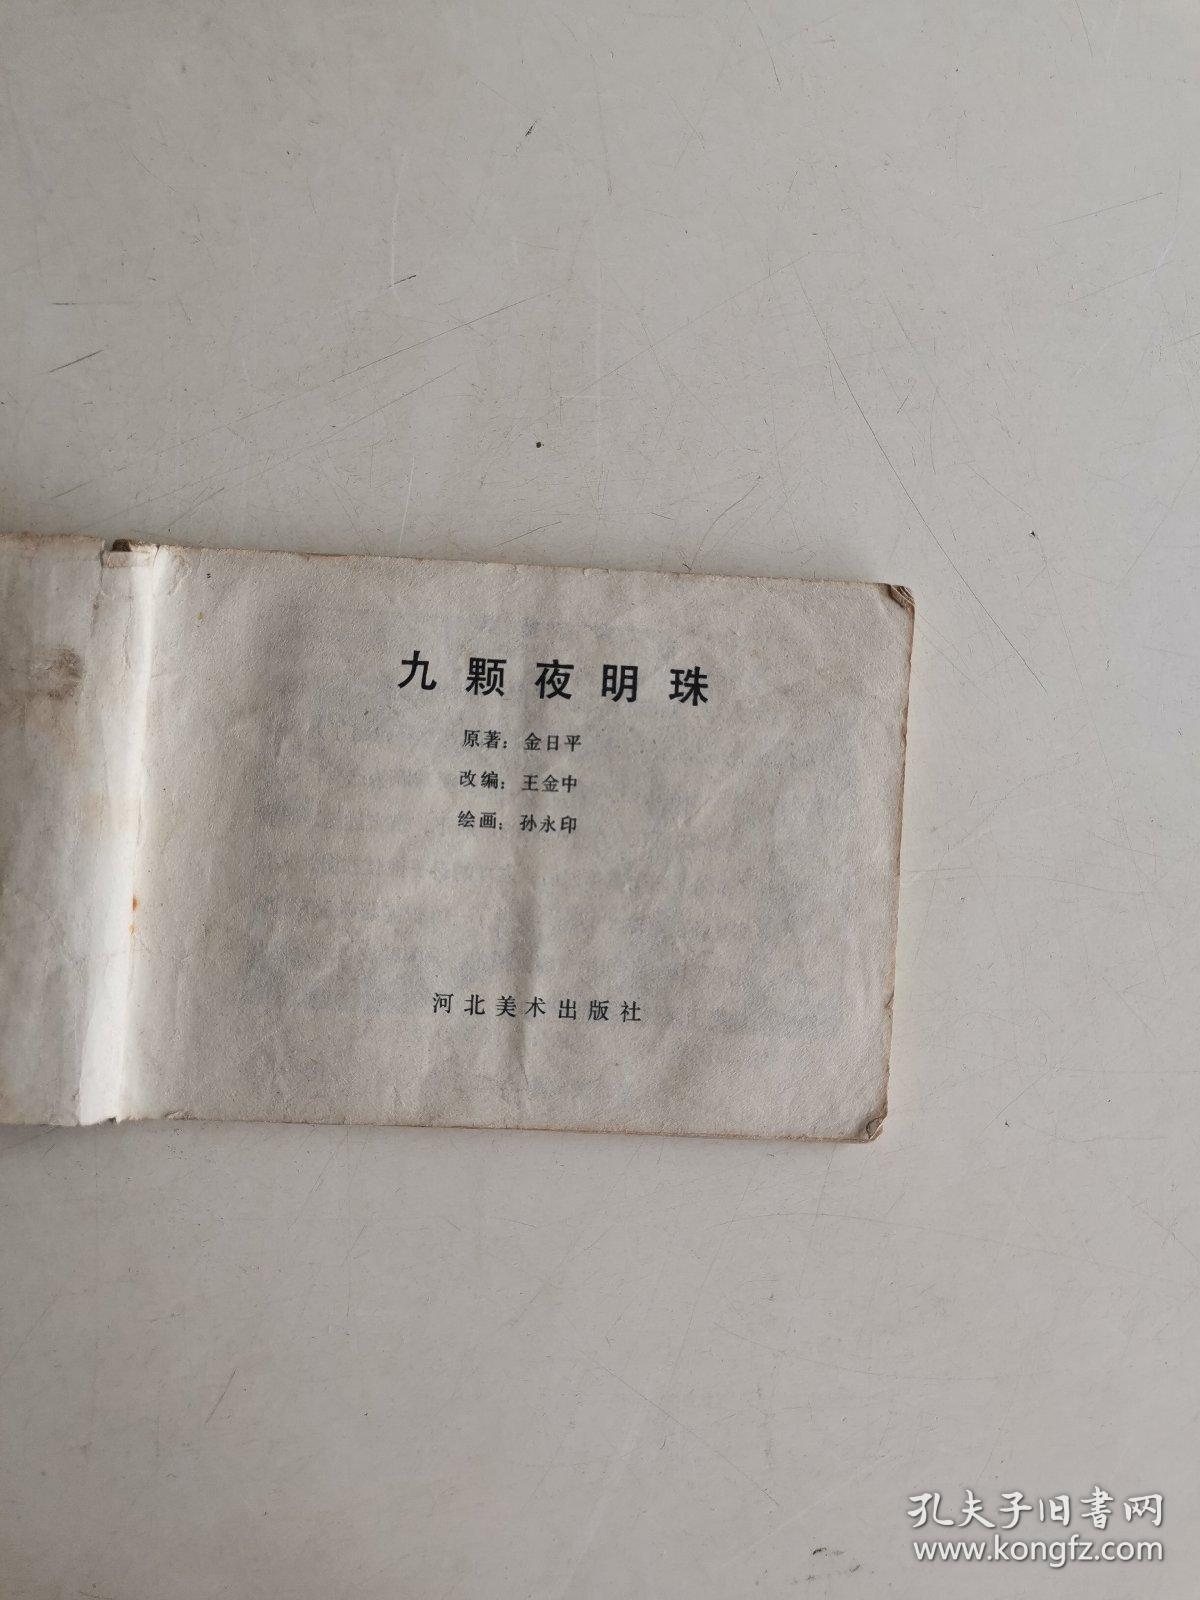 九颗夜明珠
原著：金日平
改编：王金中
绘画：孙永印
河北美术出版社
孔夫子旧书网
www.kongfz.com